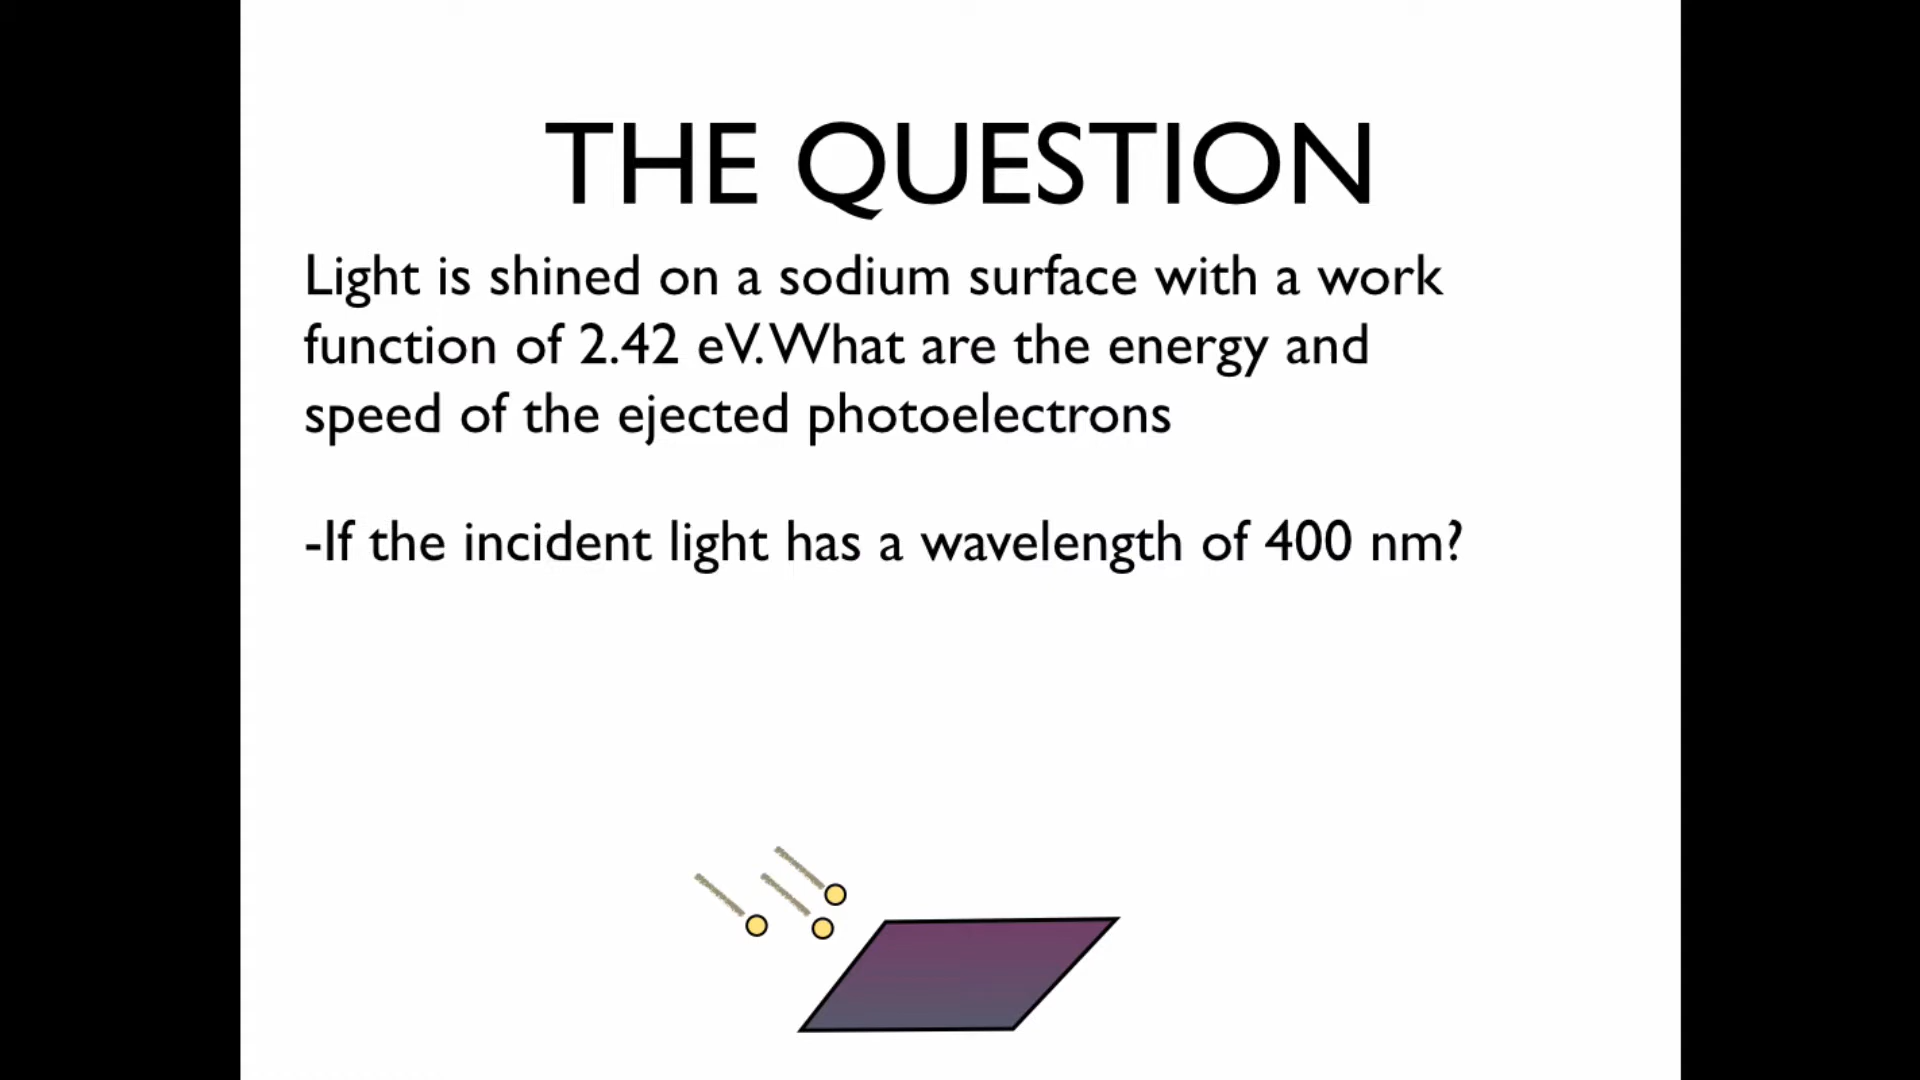 THE QUESTION
Light is shined on a sodium surface with a work
function of 2.42 eV. What are the energy and
speed of the ejected photoelectrons
-If the incident light has a wavelength of 400 nm?